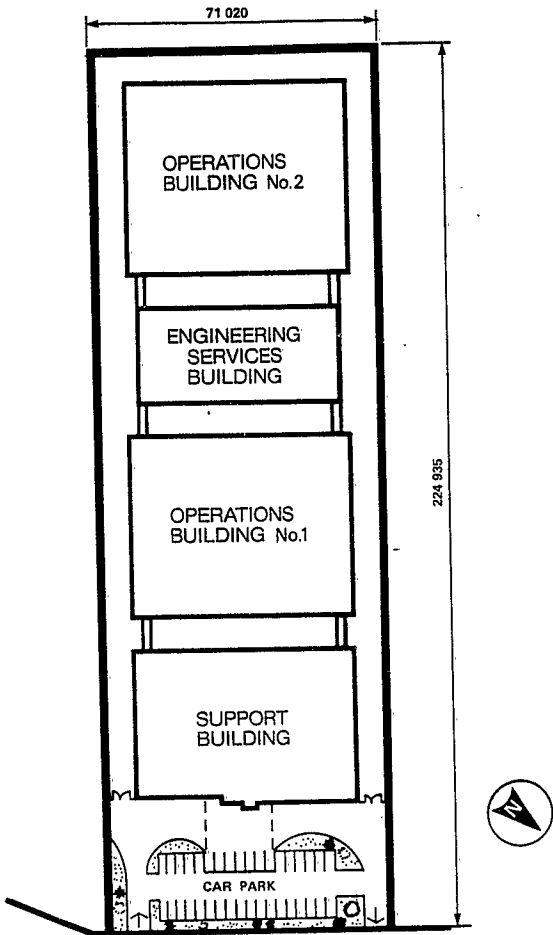 71 020
OPERATIONS
BUILDING No.2
ENGINEERING
SERVICES
BUILDING
224 935
OPERATIONS
BUILDING No.1
SUPPORT
BUILDING
N
CAR PARK